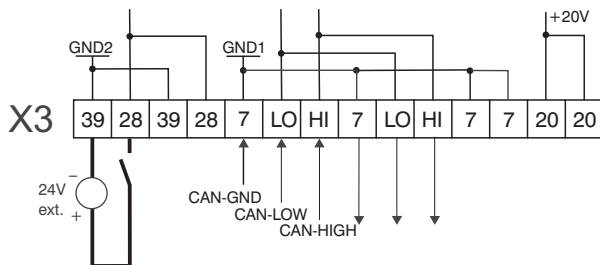 +20V
GND2
GND1
X3 39 28 39 28 7 LO HI 7 LO HI 7 7 20 20
−
24V
ext.
+
CAN-GND
CAN-LOW
CAN-HIGH